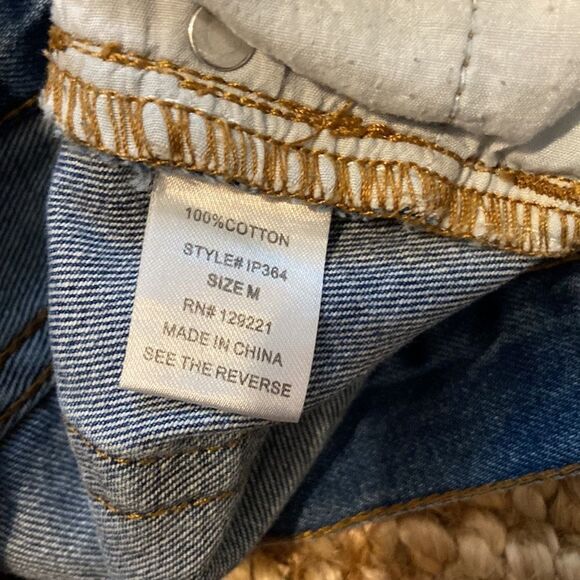 100%COTTON
STYLE# IP364
SIZE M
RN# 129221
MADE IN CHINA
SEE THE REVERSE